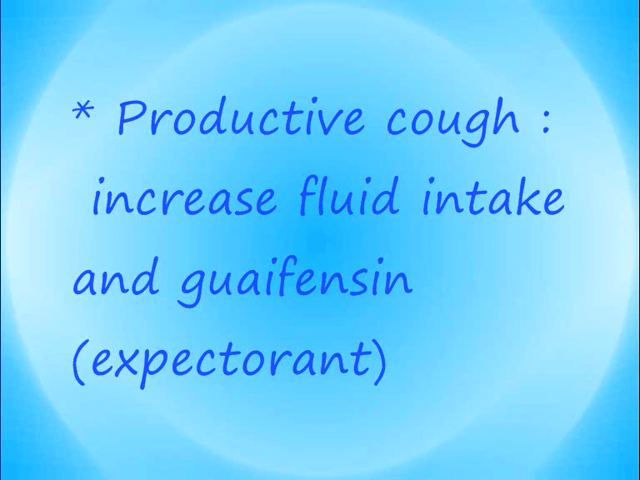 * Productive cough :
increase fluid intake
and guaifensin
(expectorant)